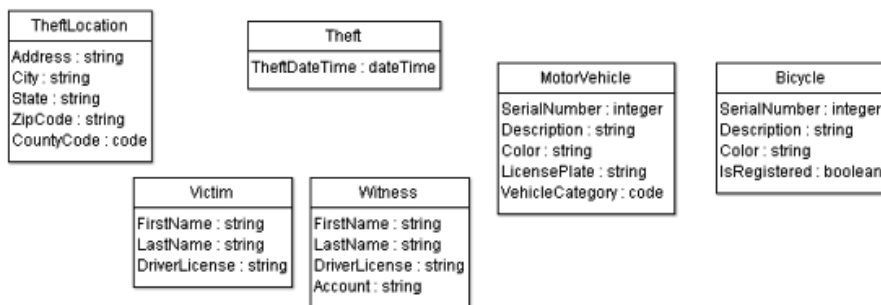 TheftLocation
Address : string
City : string
State : string
ZipCode : string
CountyCode : code
Theft
TheftDateTime : dateTime
MotorVehicle
SerialNumber : integer
Description : string
Color : string
LicensePlate : string
VehicleCategory : code
Bicycle
SerialNumber : integer
Description : string
Color : string
IsRegistered : boolean
Victim
FirstName : string
LastName : string
DriverLicense : string
Witness
FirstName : string
LastName : string
DriverLicense : string
Account : string